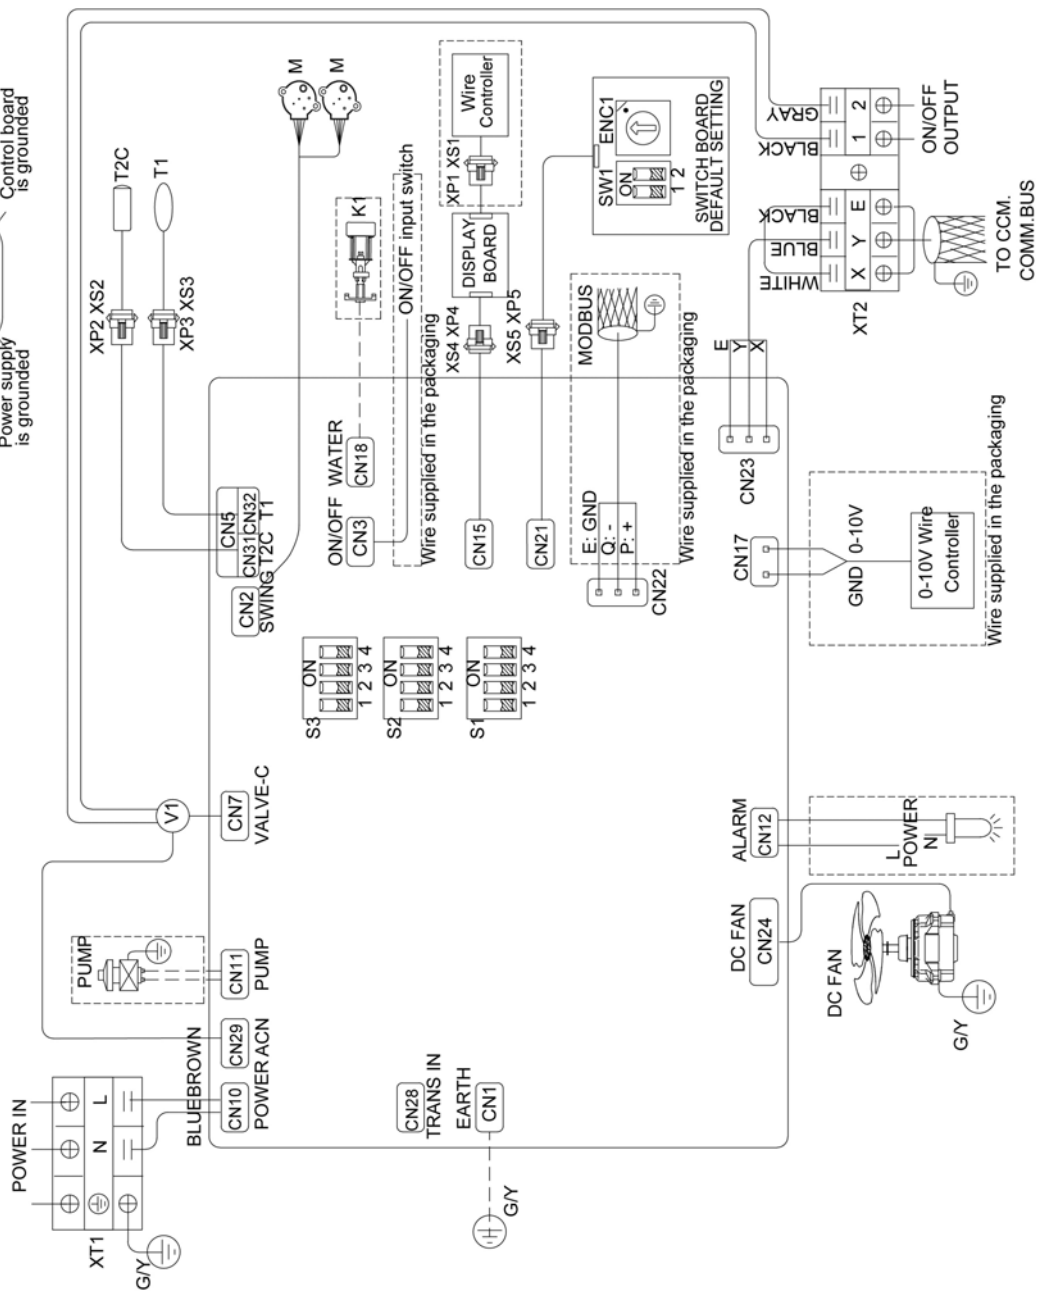 Power supply
is grounded
Control board
is grounded
POWER IN
XT1
N
L
G/Y
BLUE
BROWN
CN10
POWER
CN29
ACN
PUMP
CN11
PUMP
V1
CN7
VALVE-C
XP2 XS2
T2C
XP3 XS3
T1
CN5
CN31
CN32
T2C
T1
CN2
SWING
M
M
S3
ON
1 2 3 4
S2
ON
1 2 3 4
S1
ON
1 2 3 4
ON/OFF
CN3
WATER
CN18
K1
ON/OFF input switch
Wire supplied in the packaging
CN15
XS4 XP4
DISPLAY
BOARD
XP1 XS1
Wire
Controller
CN21
XS5 XP5
SW1
ON
1 2
ENC1
SWITCH BOARD
DEFAULT SETTING
MODBUS
E: GND
Q: -
P: +
CN22
Wire supplied in the packaging
CN28
TRANS IN
EARTH
CN1
G/Y
CN23
E
Y
X
WHITE
BLUE
BLACK
BLACK
GRAY
X
Y
E
1
2
XT2
ON/OFF
OUTPUT
TO CCM.
COMM.BUS
CN17
GND
0-10V
0-10V Wire
Controller
Wire supplied in the packaging
ALARM
CN12
L
POWER
N
DC FAN
CN24
DC FAN
G/Y